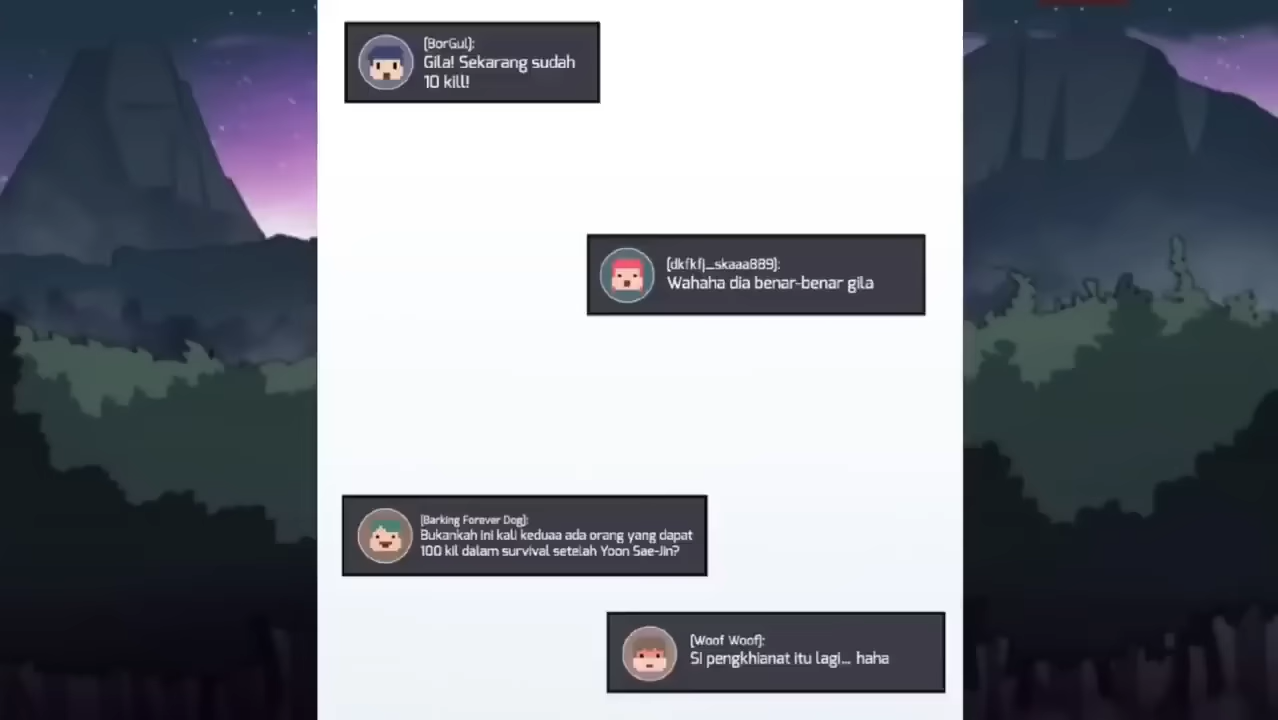 [BorGul]:
Gila! Sekarang sudah
10 kill!
[dkfkfj_skaaa889]:
Wahaha dia benar-benar gila
[Barking Forever Dog]:
Bukankah ini kali keduaa ada orang yang dapat
100 kil dalam survival setelah Yoon Sae-Jin?
[Woof Woof]:
Si pengkhianat itu lagi... haha